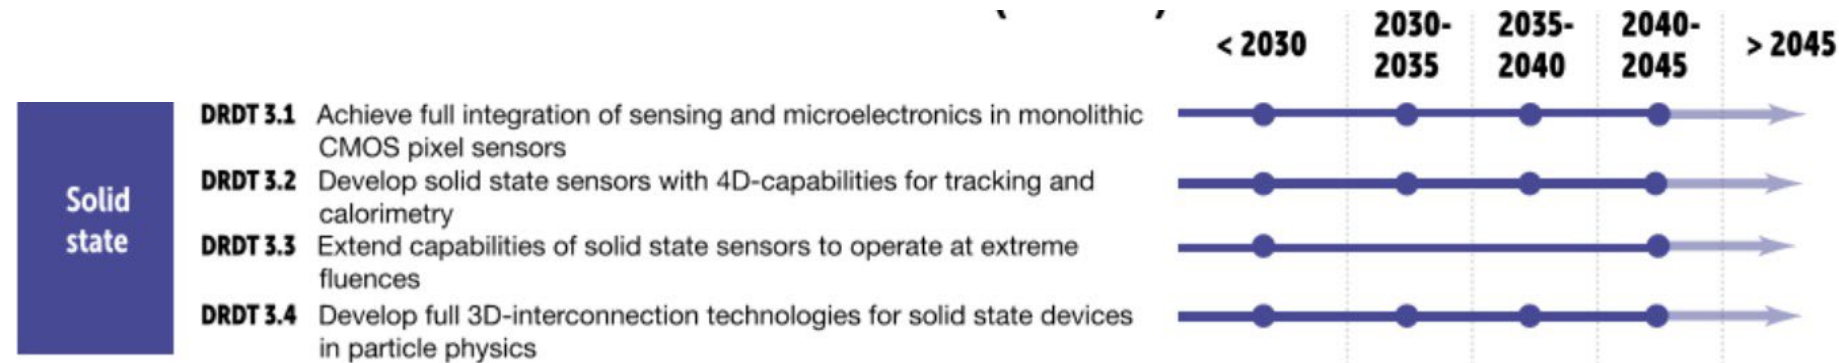 < 2030
2030-
2035
2035-
2040
2040-
2045
> 2045
Solid
state
DRDT 3.1 Achieve full integration of sensing and microelectronics in monolithic
CMOS pixel sensors
DRDT 3.2 Develop solid state sensors with 4D-capabilities for tracking and
calorimetry
DRDT 3.3 Extend capabilities of solid state sensors to operate at extreme
fluences
DRDT 3.4 Develop full 3D-interconnection technologies for solid state devices
in particle physics